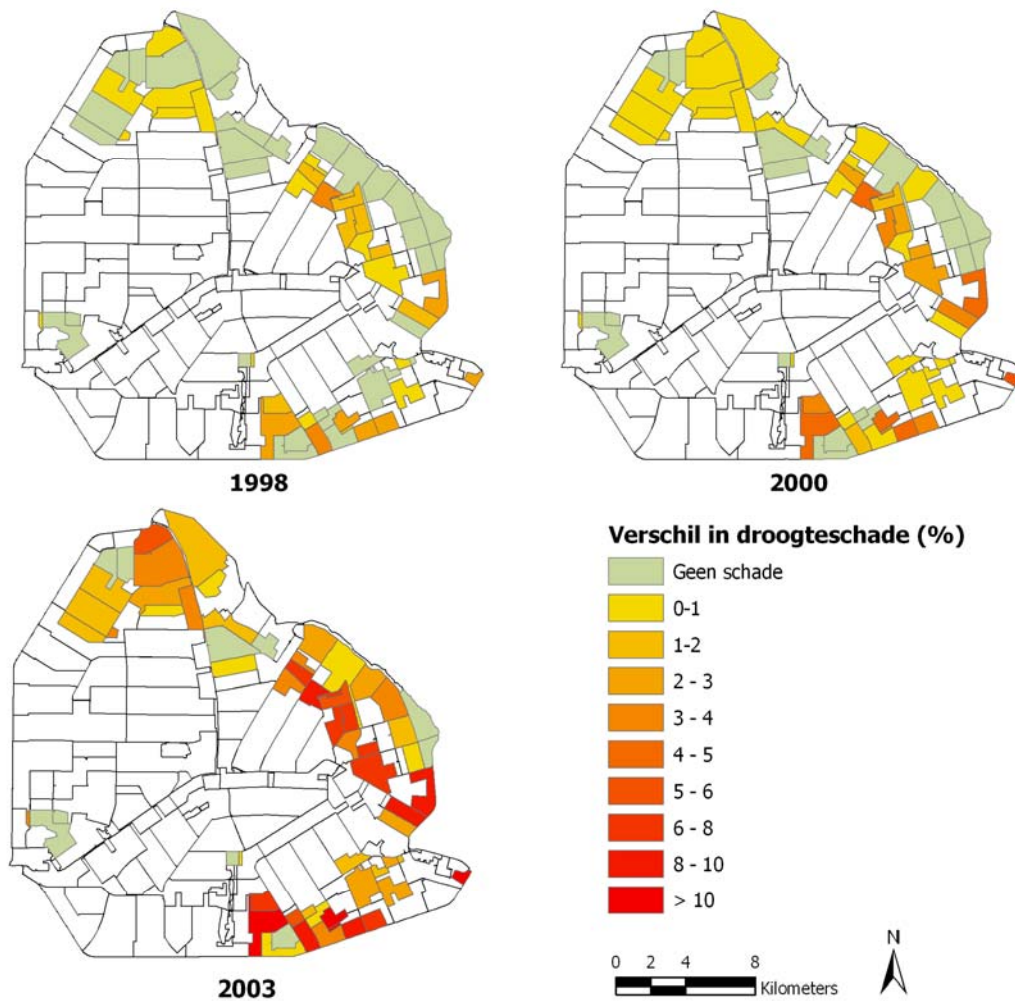 1998
2000
2003
Verschil in droogteschade (%)
Geen schade
0-1
1-2
2 - 3
3 - 4
4 - 5
5 - 6
6 - 8
8 - 10
> 10
N
0 2 4 8
Kilometers